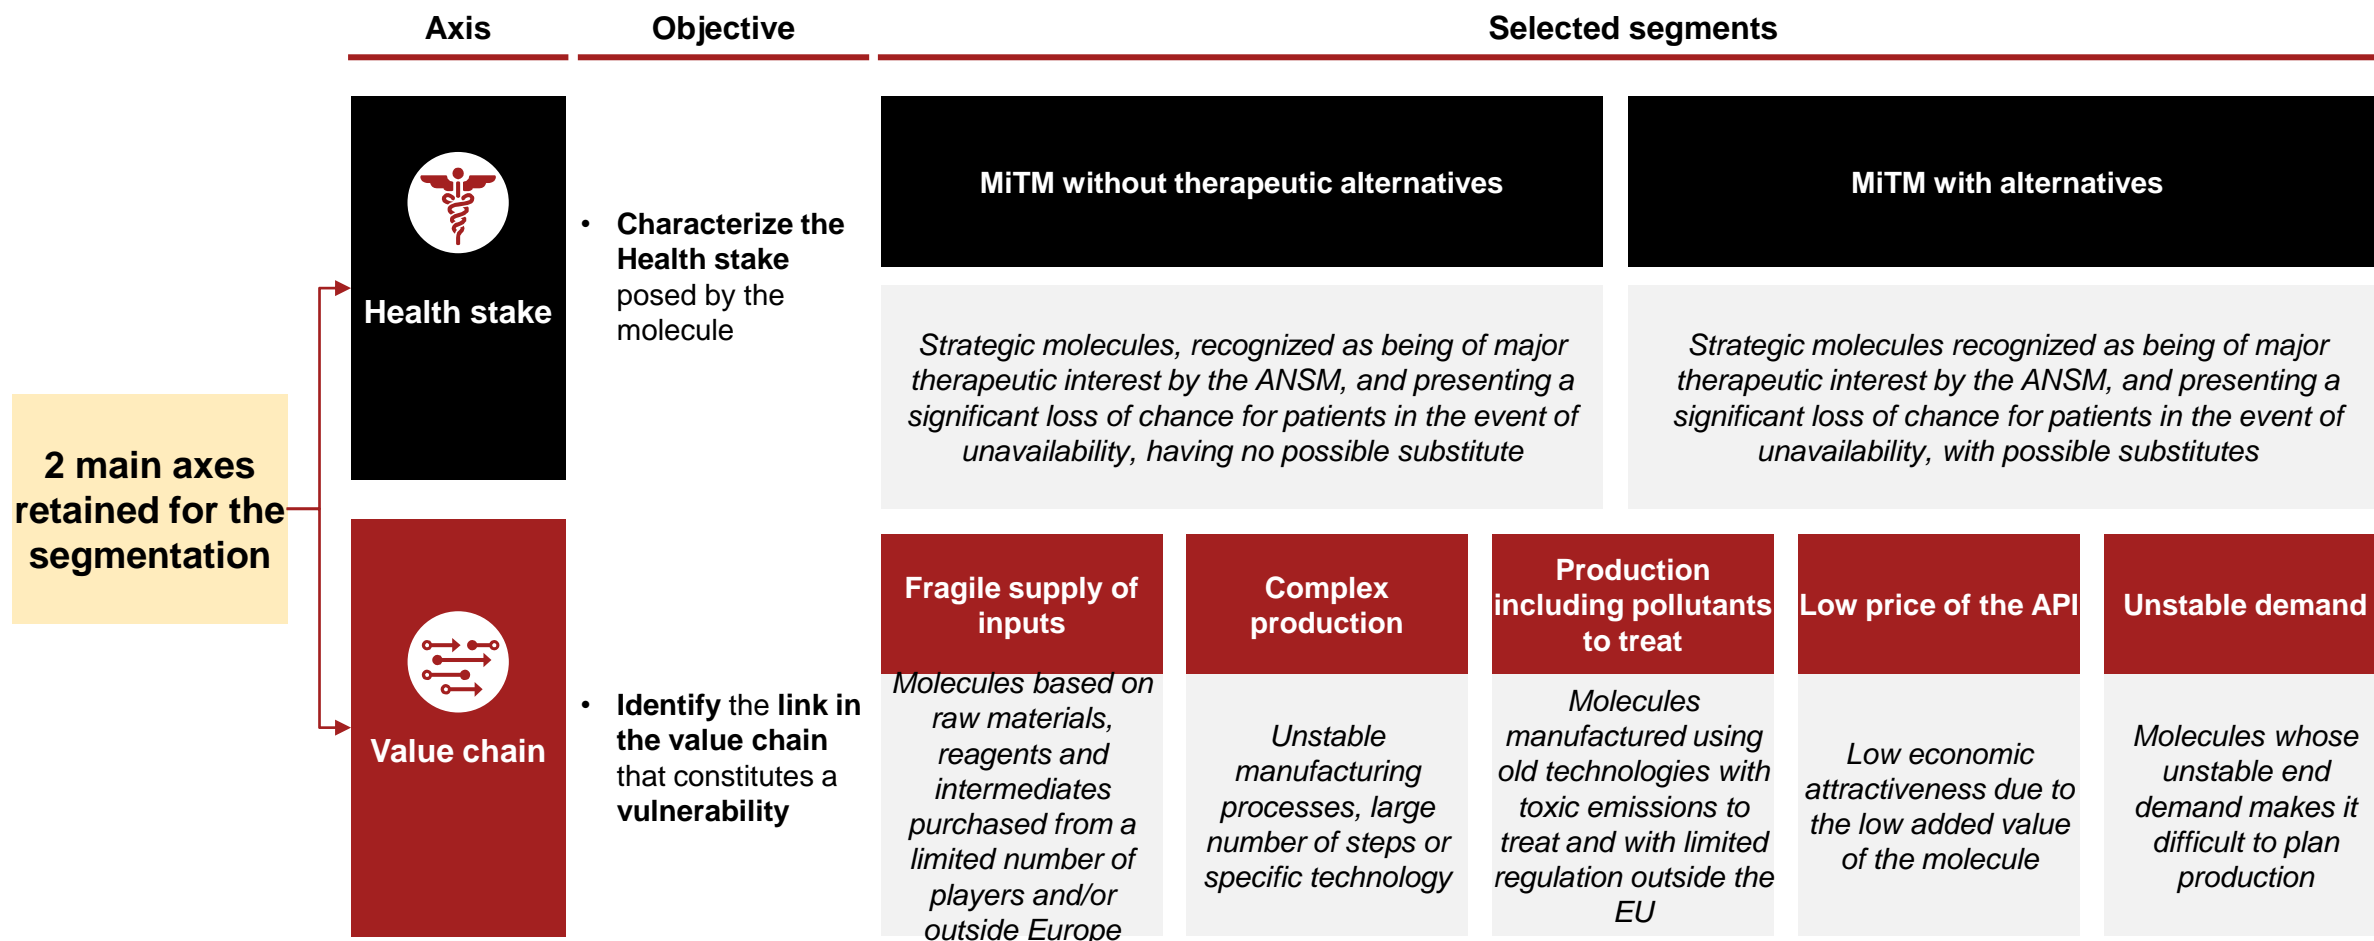 Axis
Objective
Selected segments
2 main axes
retained for the
segmentation
Health stake
• Characterize the
Health stake
posed by the
molecule
MiTM without therapeutic alternatives
MiTM with alternatives
Strategic molecules, recognized as being of major
therapeutic interest by the ANSM, and presenting a
significant loss of chance for patients in the event of
unavailability, having no possible substitute
Strategic molecules recognized as being of major
therapeutic interest by the ANSM, and presenting a
significant loss of chance for patients in the event of
unavailability, with possible substitutes
Value chain
• Identify the link in
the value chain
that constitutes a
vulnerability
Fragile supply of
inputs
Molecules based on
raw materials,
reagents and
intermediates
purchased from a
limited number of
players and/or
outside Europe
Complex
production
Unstable
manufacturing
processes, large
number of steps or
specific technology
Production
including pollutants
to treat
Molecules
manufactured using
old technologies with
toxic emissions to
treat and with limited
regulation outside the
EU
Low price of the API
Low economic
attractiveness due to
the low added value
of the molecule
Unstable demand
Molecules whose
unstable end
demand makes it
difficult to plan
production